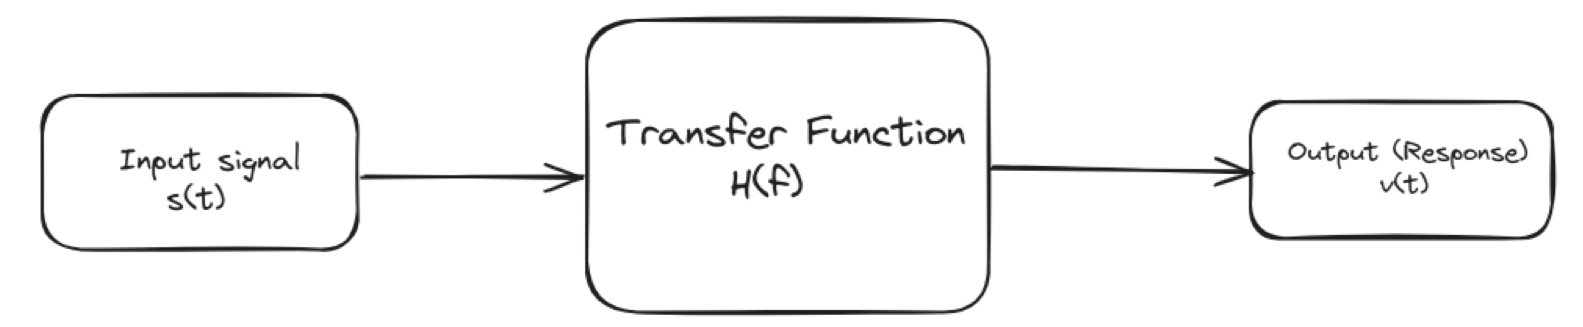 Input signal
s(t)
Transfer Function
H(f)
Output (Response)
v(t)